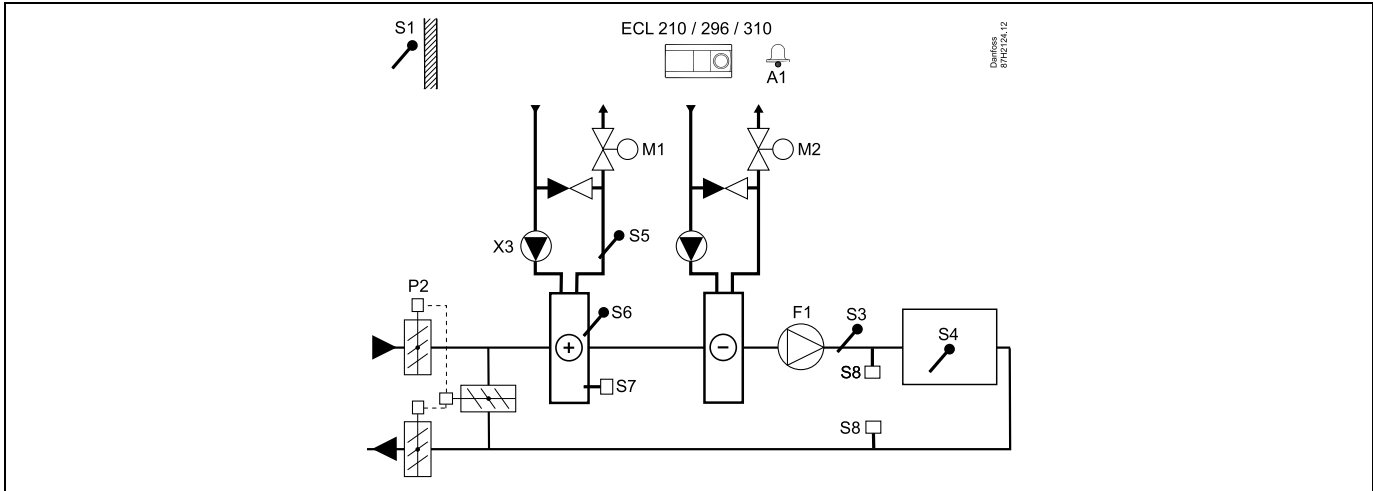 S1
ECL 210 / 296 / 310
A1
Danfoss
87H2124.12
M1
M2
X3
S5
P2
S6
F1
S3
S4
S7
S8
S8